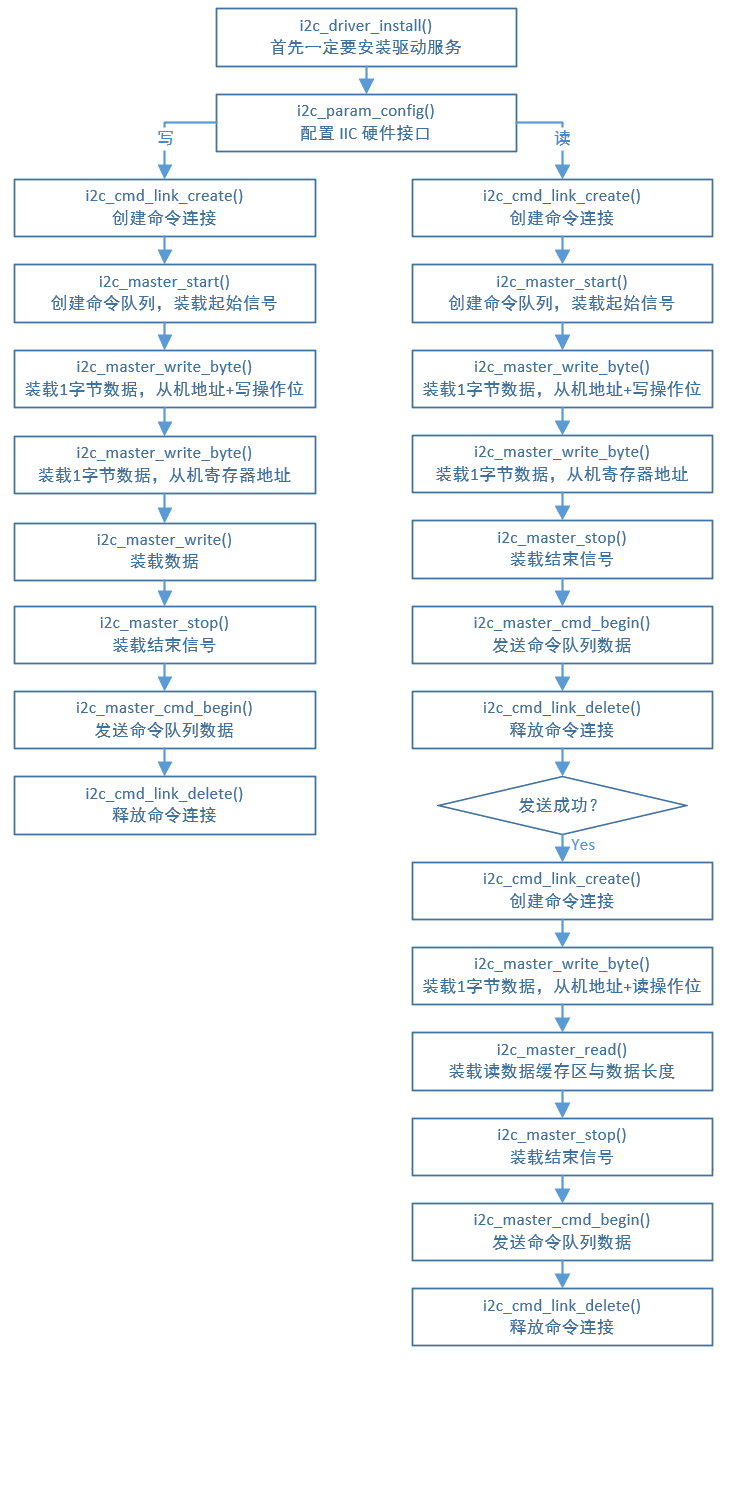 i2c_driver_install()
首先一定要安装驱动服务
i2c_param_config()
配置 IIC 硬件接口
写
i2c_cmd_link_create()
创建命令连接
i2c_master_start()
创建命令队列，装载起始信号
i2c_master_write_byte()
装载1字节数据，从机地址+写操作位
i2c_master_write_byte()
装载1字节数据，从机寄存器地址
i2c_master_write()
装载数据
i2c_master_stop()
装载结束信号
i2c_master_cmd_begin()
发送命令队列数据
i2c_cmd_link_delete()
释放命令连接
读
i2c_cmd_link_create()
创建命令连接
i2c_master_start()
创建命令队列，装载起始信号
i2c_master_write_byte()
装载1字节数据，从机地址+写操作位
i2c_master_write_byte()
装载1字节数据，从机寄存器地址
i2c_master_stop()
装载结束信号
i2c_master_cmd_begin()
发送命令队列数据
i2c_cmd_link_delete()
释放命令连接
发送成功？
Yes
i2c_cmd_link_create()
创建命令连接
i2c_master_write_byte()
装载1字节数据，从机地址+读操作位
i2c_master_read()
装载读数据缓存区与数据长度
i2c_master_stop()
装载结束信号
i2c_master_cmd_begin()
发送命令队列数据
i2c_cmd_link_delete()
释放命令连接